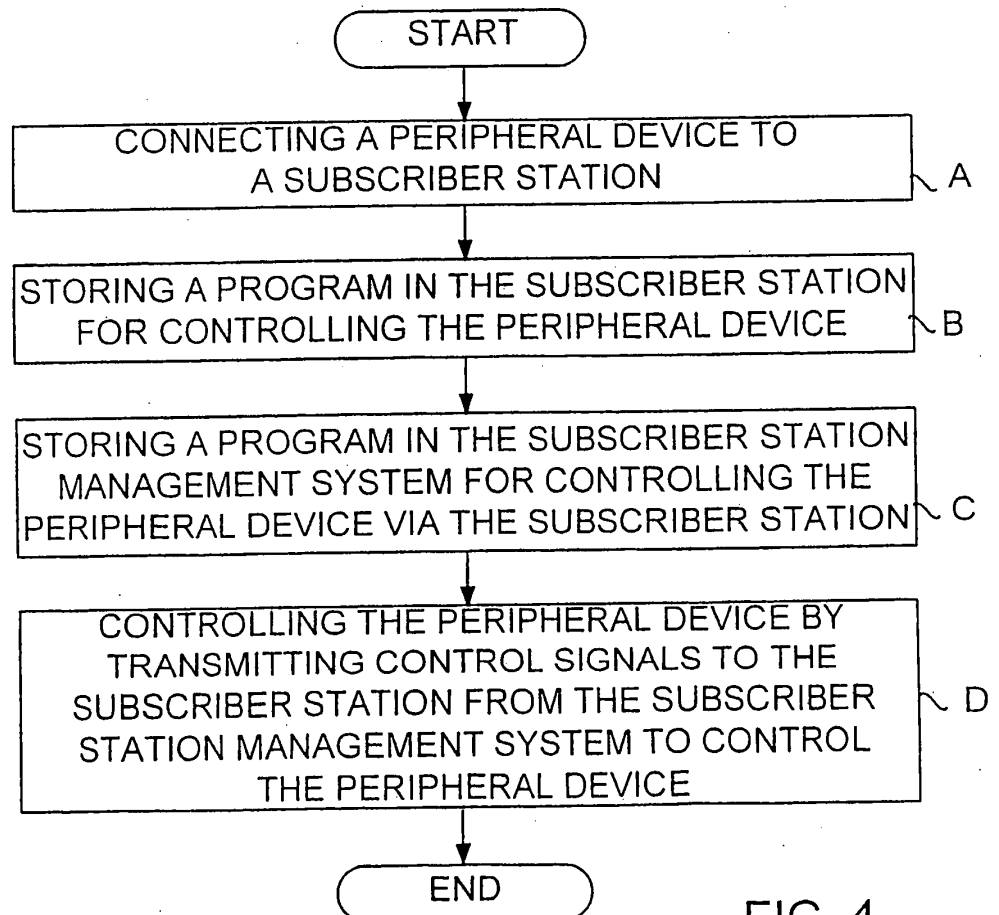 START
CONNECTING A PERIPHERAL DEVICE TO
A SUBSCRIBER STATION
A
STORING A PROGRAM IN THE SUBSCRIBER STATION
FOR CONTROLLING THE PERIPHERAL DEVICE
B
STORING A PROGRAM IN THE SUBSCRIBER STATION
MANAGEMENT SYSTEM FOR CONTROLLING THE
PERIPHERAL DEVICE VIA THE SUBSCRIBER STATION
C
CONTROLLING THE PERIPHERAL DEVICE BY
TRANSMITTING CONTROL SIGNALS TO THE
SUBSCRIBER STATION FROM THE SUBSCRIBER
STATION MANAGEMENT SYSTEM TO CONTROL
THE PERIPHERAL DEVICE
D
END
FIG. 4